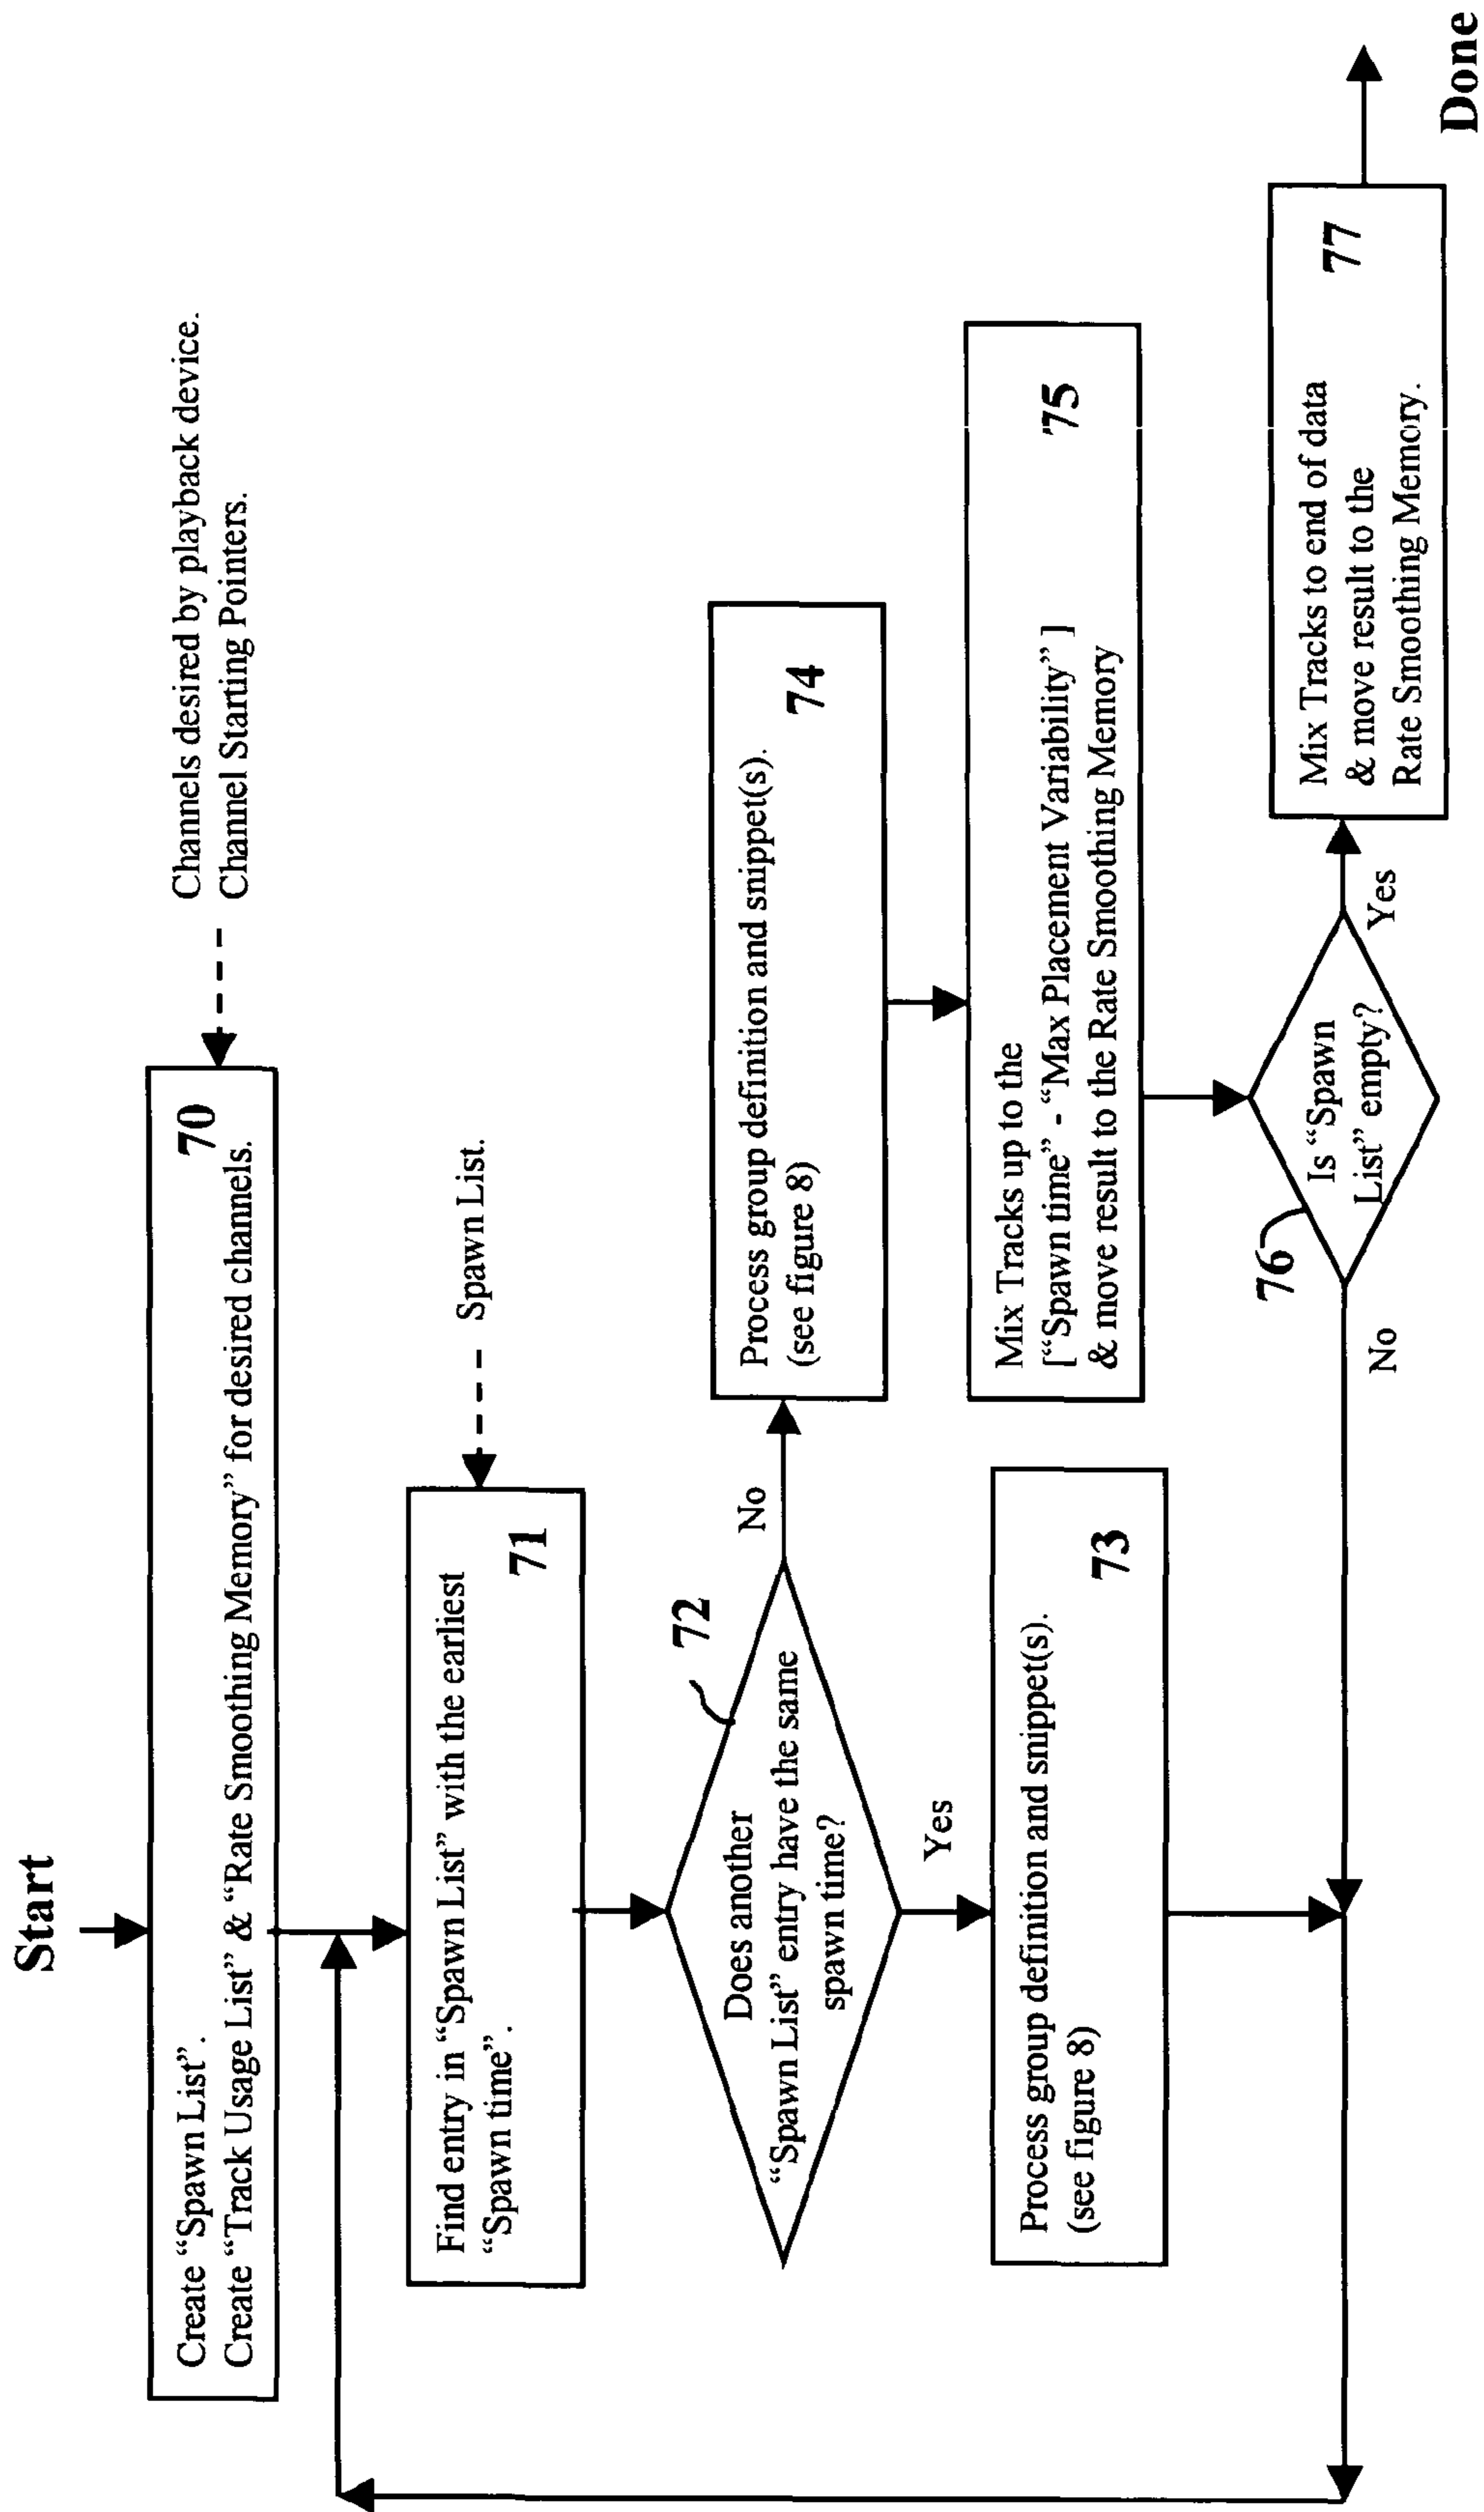 Start
Channels desired by playback device.
Channel Starting Pointers.
Create “Spawn List”.
70
Create “Track Usage List” & “Rate Smoothing Memory” for desired channels.
Spawn List.
Find entry in “Spawn List” with the earliest
“Spawn time”.
71
72
Does another
“Spawn List” entry have the same
spawn time?
No
Yes
Process group definition and snippet(s).
(see figure 8)
74
Process group definition and snippet(s).
(see figure 8)
73
Mix Tracks up to the
[“Spawn time” - “Max Placement Variability” ]
& move result to the Rate Smoothing Memory
75
76
Is “Spawn
List” empty?
No
Yes
Mix Tracks to end of data
& move result to the
Rate Smoothing Memory.
77
Done